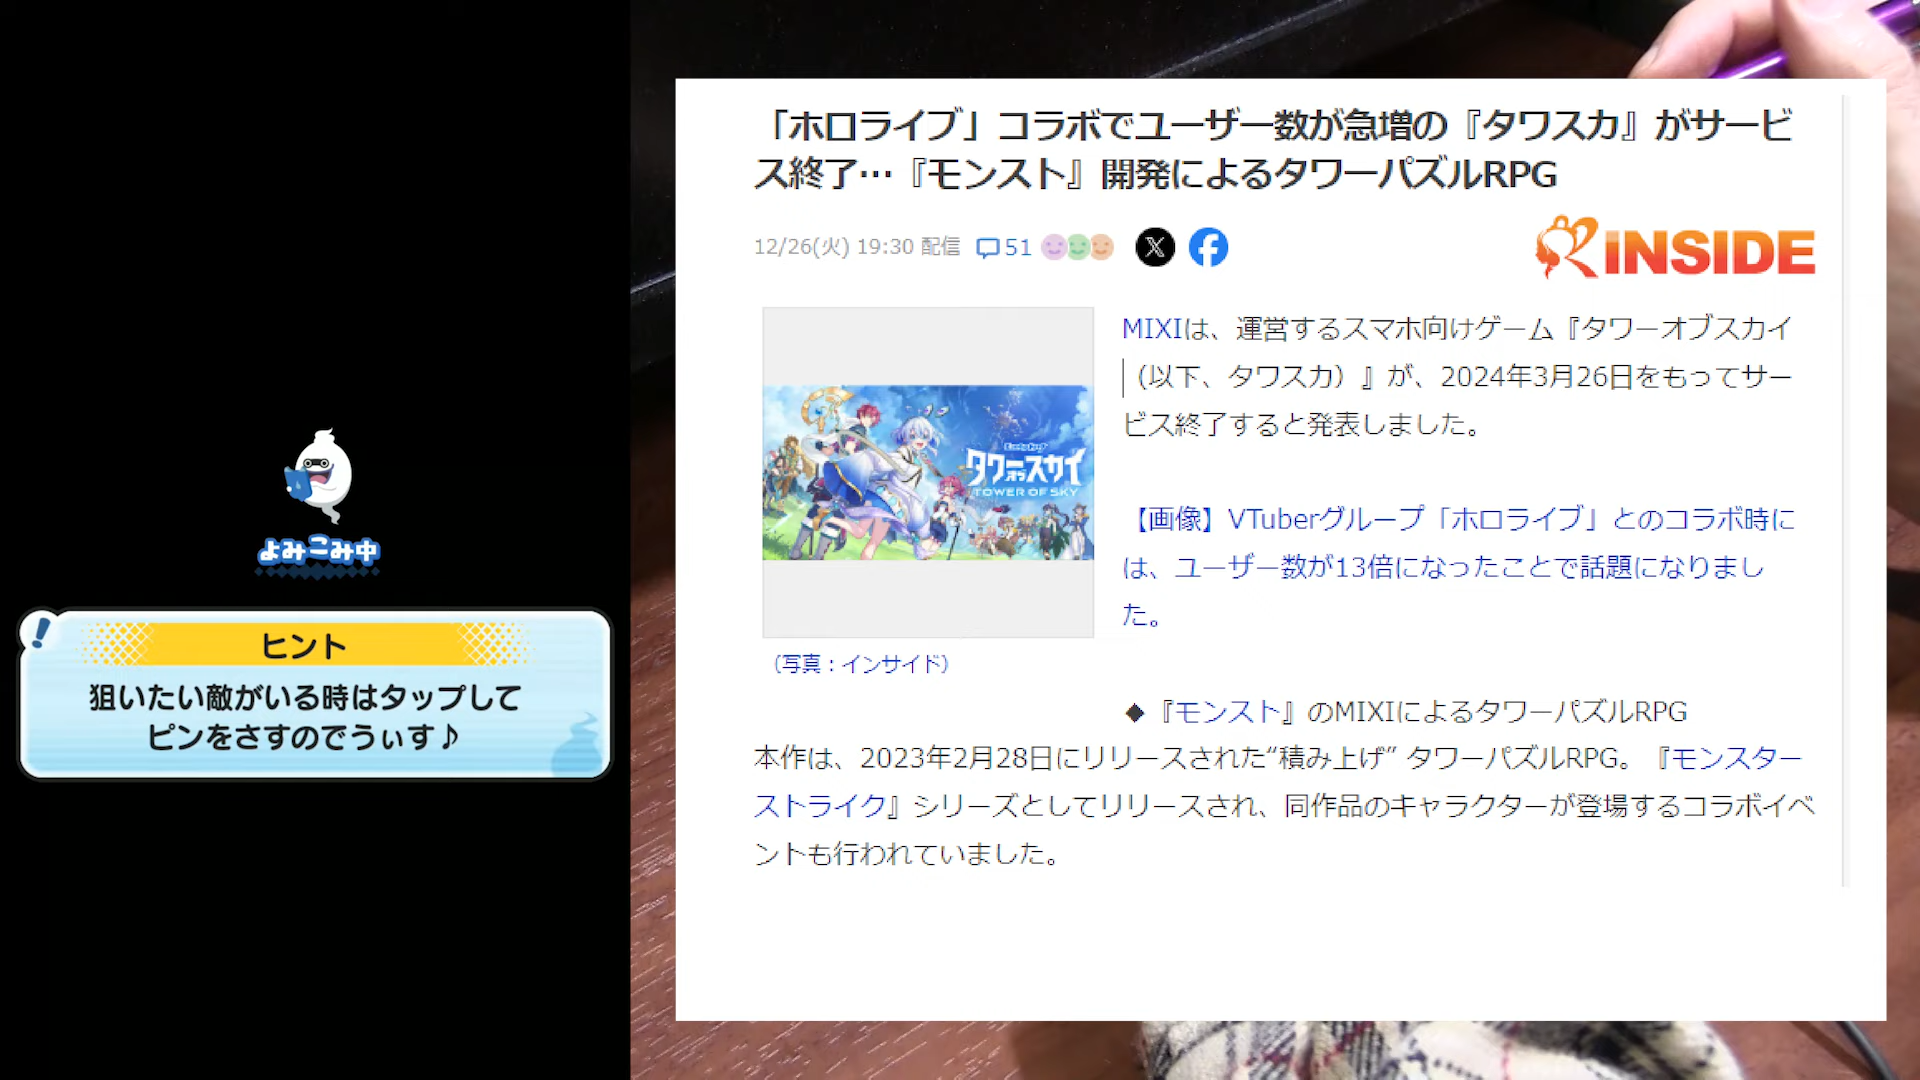 よみこみ中
!
ヒント
狙いたい敵がいる時はタップして
ピンをさすのでうぃす♪
「ホロライブ」コラボでユーザー数が急増の『タワスカ』がサービ
ス終了…『モンスト』開発によるタワーパズルRPG
12/26(火) 19:30 配信 51
INSIDE
MIXIは、運営するスマホ向けゲーム『タワーオブスカイ
（以下、タワスカ）』が、2024年3月26日をもってサー
ビス終了すると発表しました。
タワーオブスカイ
TOWER OF SKY
【画像】VTuberグループ「ホロライブ」とのコラボ時に
は、ユーザー数が13倍になったことで話題になりまし
た。
（写真：インサイド）
◆『モンスト』のMIXIによるタワーパズルRPG
本作は、2023年2月28日にリリースされた“積み上げ” タワーパズルRPG。『モンスター
ストライク』シリーズとしてリリースされ、同作品のキャラクターが登場するコラボイベ
ントも行われていました。